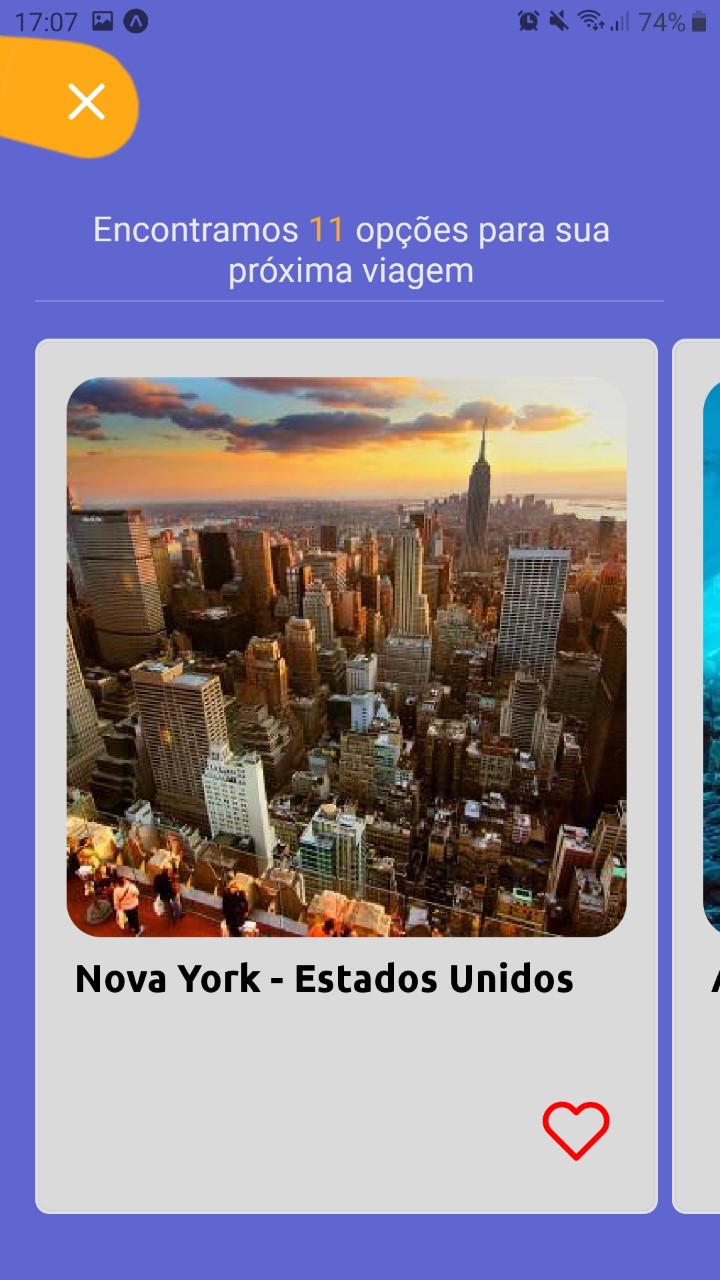 17:07
74%
Encontramos 11 opções para sua
próxima viagem
Nova York - Estados Unidos